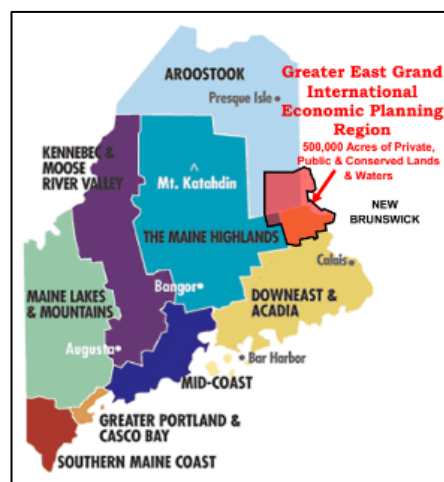 AROOSTOOK
Presque Isle
Greater East Grand
International
Economic Planning
Region
500,000 Acres of Private,
Public & Conserved Lands
& Waters
KENNEBEC &
MOOSE
RIVER VALLEY
Mt. Katahdin
NEW
BRUNSWICK
THE MAINE HIGHLANDS
Calais
Bangor
MAINE LAKES
& MOUNTAINS
DOWNEAST &
ACADIA
Augusta
Bar Harbor
MID-COAST
GREATER PORTLAND &
CASCO BAY
SOUTHERN MAINE COAST